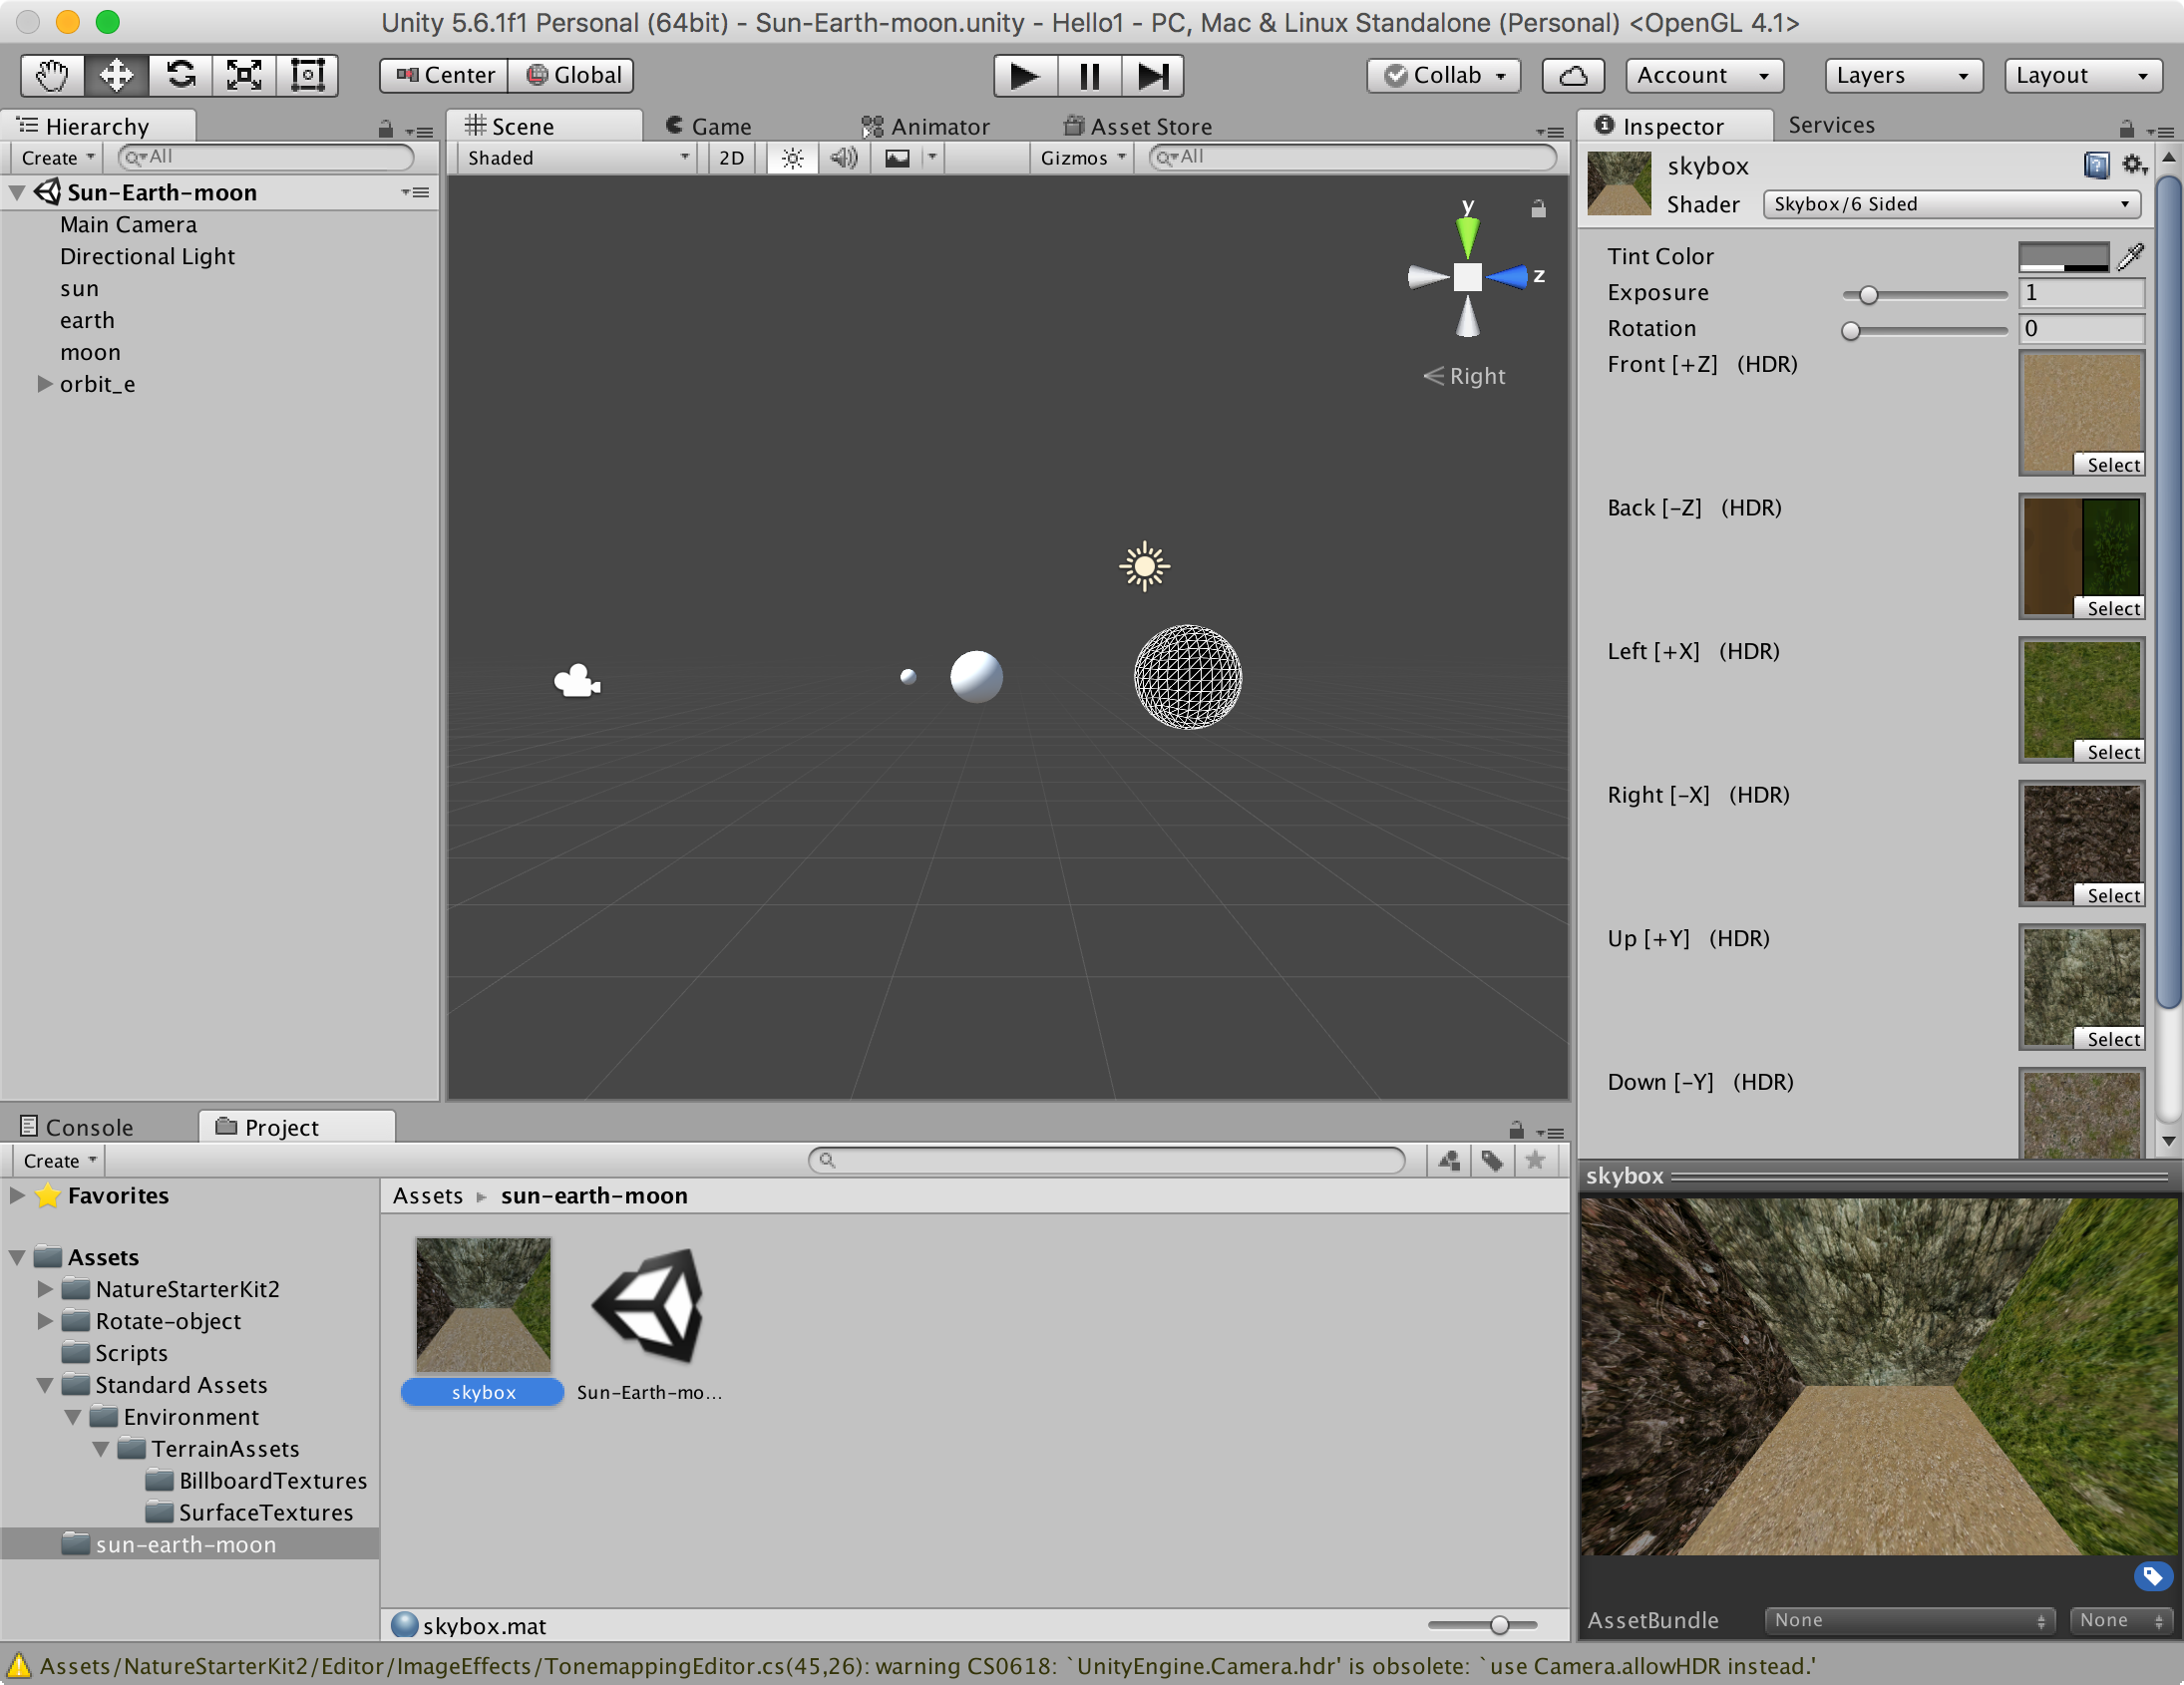 Unity 5.6.1f1 Personal (64bit) - Sun-Earth-moon.unity - Hello1 - PC, Mac & Linux Standalone (Personal) <OpenGL 4.1>
Center Global Collab Account Layers Layout
Hierarchy
Create All
Sun-Earth-moon
Main Camera
Directional Light
sun
earth
moon
orbit_e
Scene Game Animator Asset Store
Shaded 2D Gizmos All
y
z
Right
Inspector Services
skybox
Shader Skybox/6 Sided
Tint Color
Exposure 1
Rotation 0
Front [+Z] (HDR)
Select
Back [-Z] (HDR)
Select
Left [+X] (HDR)
Select
Right [-X] (HDR)
Select
Up [+Y] (HDR)
Select
Down [-Y] (HDR)
Console Project
Create
Favorites
Assets
NatureStarterKit2
Rotate-object
Scripts
Standard Assets
Environment
TerrainAssets
BillboardTextures
SurfaceTextures
sun-earth-moon
Assets sun-earth-moon
skybox Sun-Earth-mo...
skybox.mat
skybox
AssetBundle None None
Assets/NatureStarterKit2/Editor/ImageEffects/TonemappingEditor.cs(45,26): warning CS0618: `UnityEngine.Camera.hdr' is obsolete: `use Camera.allowHDR instead.'